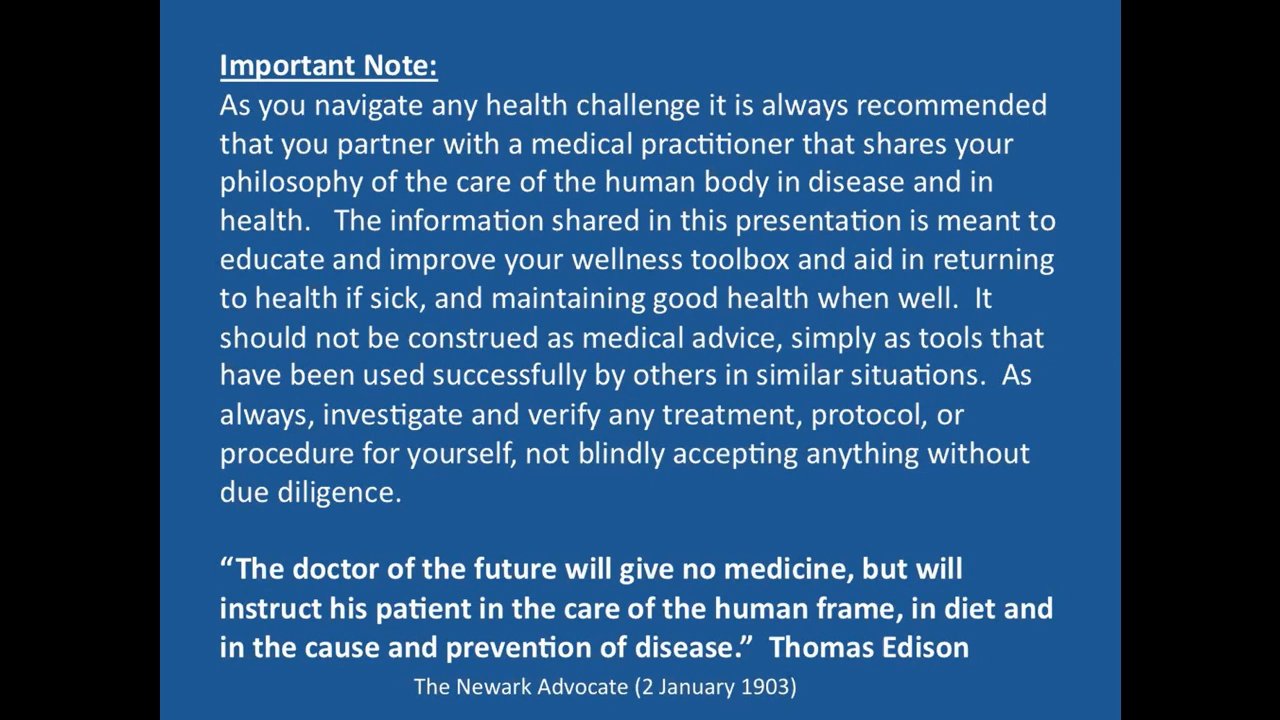 Important Note:
As you navigate any health challenge it is always recommended
that you partner with a medical practitioner that shares your
philosophy of the care of the human body in disease and in
health.   The information shared in this presentation is meant to
educate and improve your wellness toolbox and aid in returning
to health if sick, and maintaining good health when well.  It
should not be construed as medical advice, simply as tools that
have been used successfully by others in similar situations.  As
always, investigate and verify any treatment, protocol, or
procedure for yourself, not blindly accepting anything without
due diligence.
“The doctor of the future will give no medicine, but will
instruct his patient in the care of the human frame, in diet and
in the cause and prevention of disease.”  Thomas Edison
The Newark Advocate (2 January 1903)